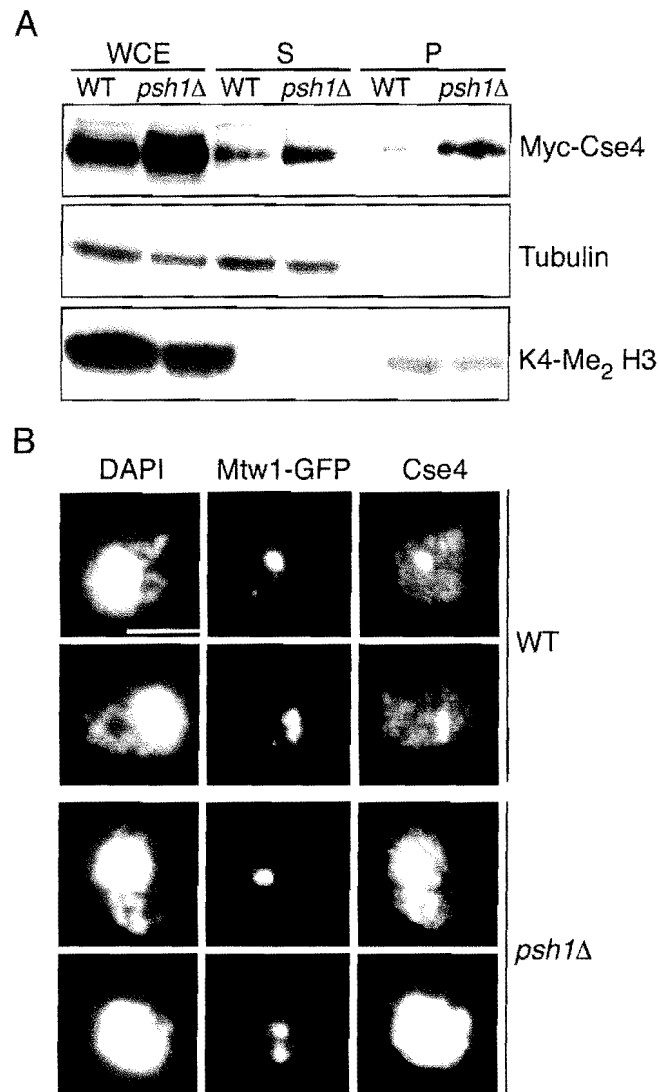 A
WCE S P
WT psh1Δ WT psh1Δ WT psh1Δ
Myc-Cse4
Tubulin
K4-Me₂ H3
B
DAPI Mtw1-GFP Cse4
WT
psh1Δ